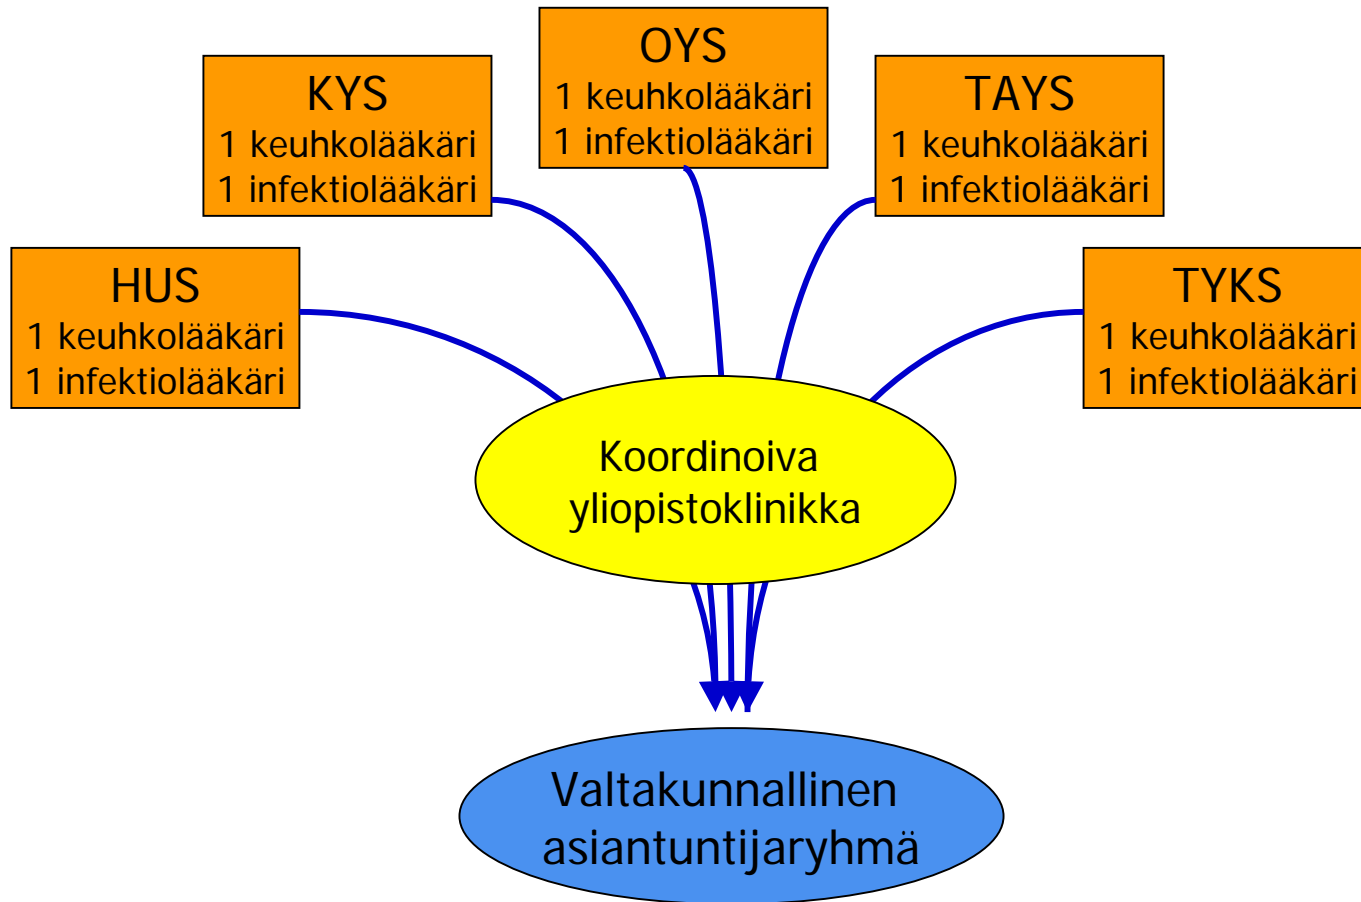 OYS
1 keuhkolääkäri
1 infektiolääkäri
KYS
1 keuhkolääkäri
1 infektiolääkäri
TAYS
1 keuhkolääkäri
1 infektiolääkäri
HUS
1 keuhkolääkäri
1 infektiolääkäri
TYKS
1 keuhkolääkäri
1 infektiolääkäri
Koordinoiva
yliopistoklinikka
Valtakunnallinen
asiantuntijaryhmä